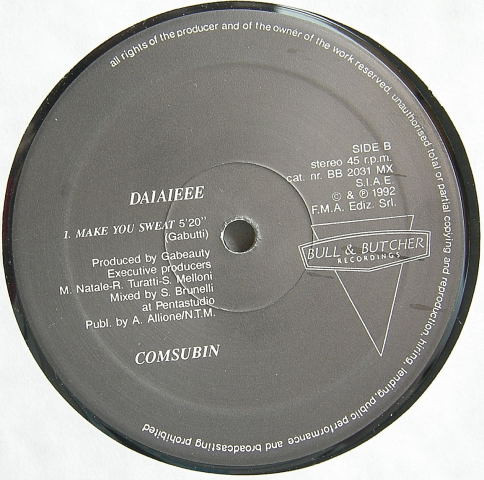 all rights of the producer and of the owner of the work reserved, unauthorised total or partial copying and reproduction, hiring, lending, public performance and broadcasting prohibited
SIDE B
stereo 45 r.p.m.
cat. nr. BB 2031 MX
S.I.A E
© & ℗ 1992
F.M.A. Ediz. Srl.
DAIAIEEE
1. MAKE YOU SWEAT 5'20"
(Gabutti)
Produced by Gabeauty
Executive producers
M. Natale-R. Turatti-S. Melloni
Mixed by S. Brunelli
at Pentastudio
Publ. by A. Allione/N.T.M.
BULL & BUTCHER
RECORDINGS
COMSUBIN